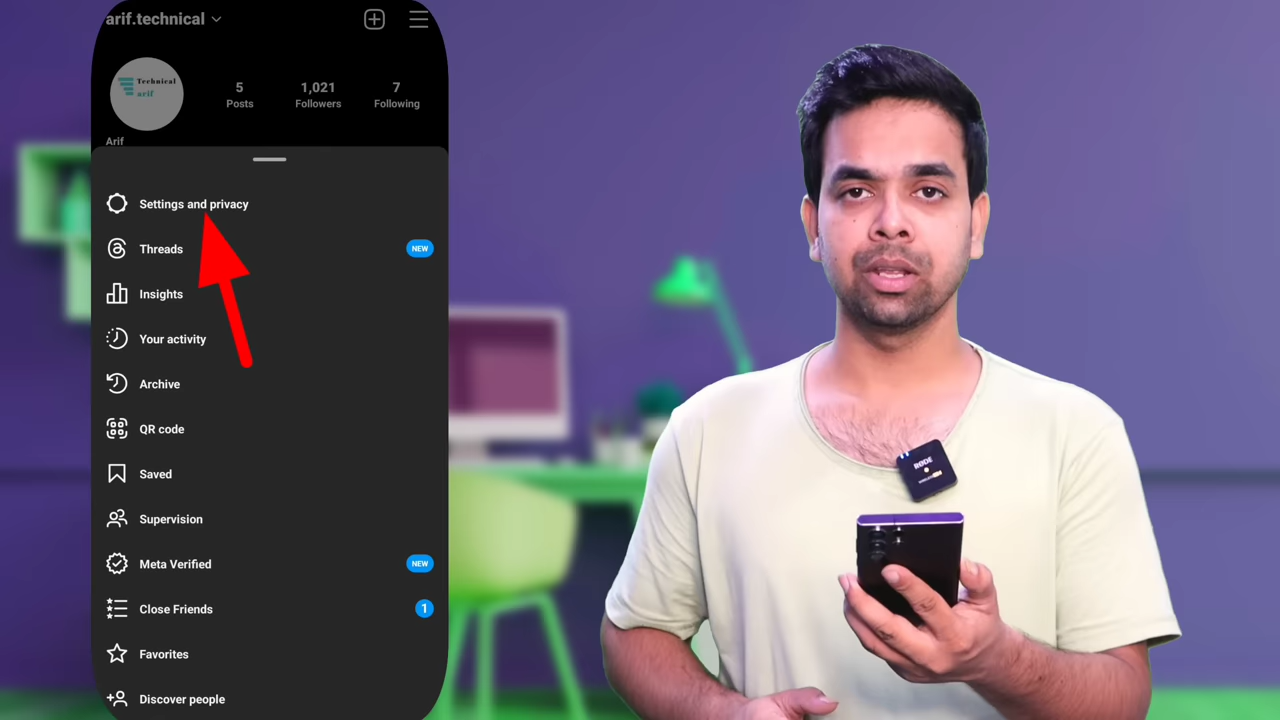 arif.technical
Technical
arif
5
Posts
1,021
Followers
7
Following
Arif
Settings and privacy
Threads
NEW
Insights
Your activity
Archive
QR code
Saved
Supervision
Meta Verified
NEW
Close Friends
1
Favorites
Discover people
RØDE